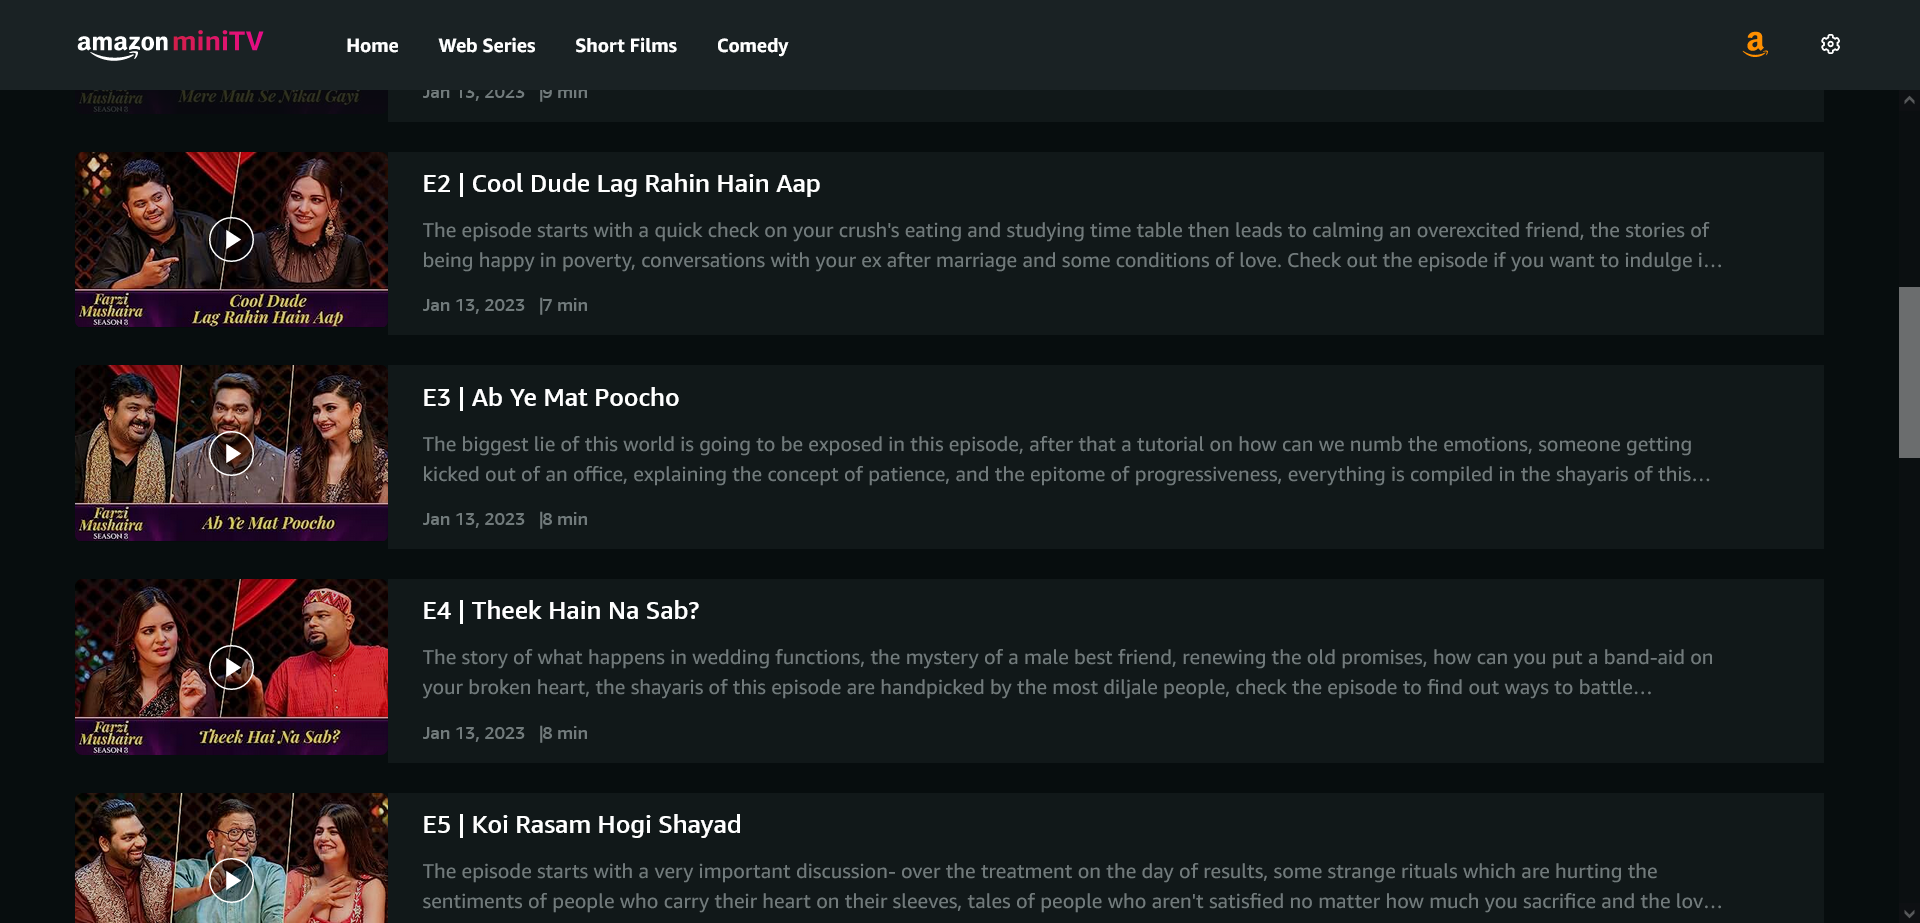 amazon miniTV
Home
Web Series
Short Films
Comedy
Mushaira
SEASON 3
Mere Muh Se Nikal Gayi
Jan 13, 2023 |9 min
Farzi
Mushaira
SEASON 3
Cool Dude
Lag Rahin Hain Aap
E2 | Cool Dude Lag Rahin Hain Aap
The episode starts with a quick check on your crush's eating and studying time table then leads to calming an overexcited friend, the stories of
being happy in poverty, conversations with your ex after marriage and some conditions of love. Check out the episode if you want to indulge i...
Jan 13, 2023 |7 min
Farzi
Mushaira
SEASON 3
Ab Ye Mat Poocho
E3 | Ab Ye Mat Poocho
The biggest lie of this world is going to be exposed in this episode, after that a tutorial on how can we numb the emotions, someone getting
kicked out of an office, explaining the concept of patience, and the epitome of progressiveness, everything is compiled in the shayaris of this...
Jan 13, 2023 |8 min
Farzi
Mushaira
SEASON 3
Theek Hai Na Sab?
E4 | Theek Hain Na Sab?
The story of what happens in wedding functions, the mystery of a male best friend, renewing the old promises, how can you put a band-aid on
your broken heart, the shayaris of this episode are handpicked by the most diljale people, check the episode to find out ways to battle...
Jan 13, 2023 |8 min
E5 | Koi Rasam Hogi Shayad
The episode starts with a very important discussion- over the treatment on the day of results, some strange rituals which are hurting the
sentiments of people who carry their heart on their sleeves, tales of people who aren't satisfied no matter how much you sacrifice and the lov...